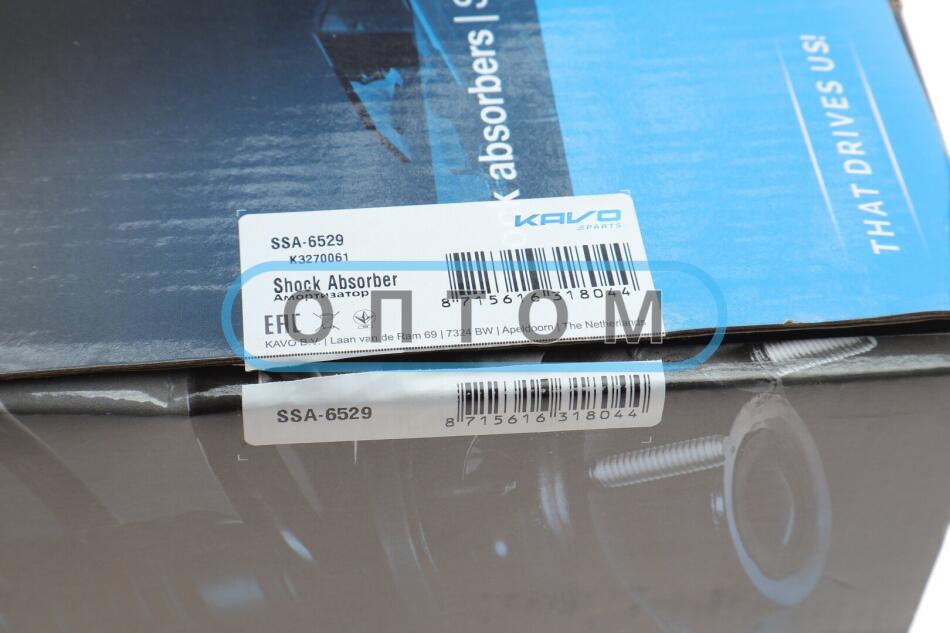 absorbers | S
THAT DRIVES US!
KAVO
PARTS
SSA-6529
K3270061
Shock Absorber
Амортизатор
8 715616 318044
EAC
ОПТОМ
KAVO B.V. | Laan van de Ram 69 | 7324 BW | Apeldoorn | The Netherlands
SSA-6529
8 715616 318044